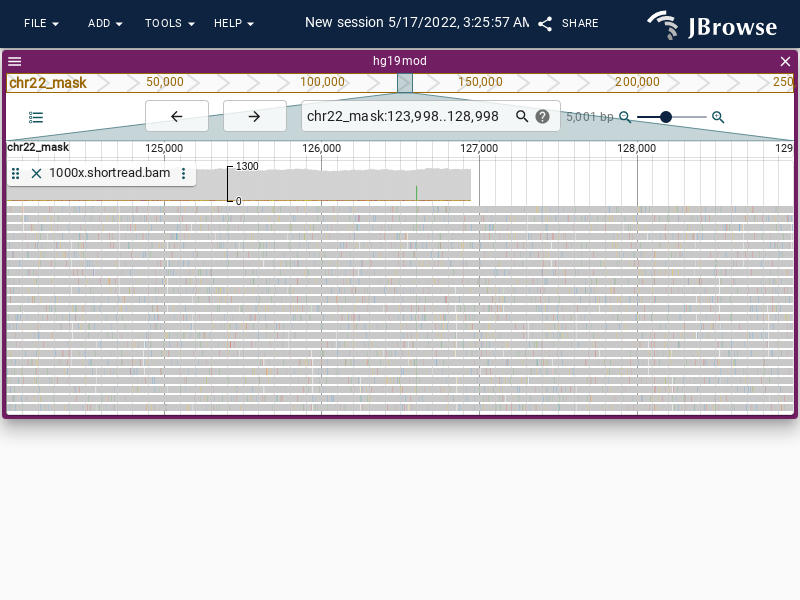 FILE ADD TOOLS HELP New session 5/17/2022, 3:25:57 AM SHARE JBrowse
hg19mod
chr22_mask 50,000 100,000 150,000 200,000 250
chr22_mask:123,998..128,998 5,001 bp
chr22_mask 125,000 126,000 127,000 128,000 129
1000x.shortread.bam 1300
0